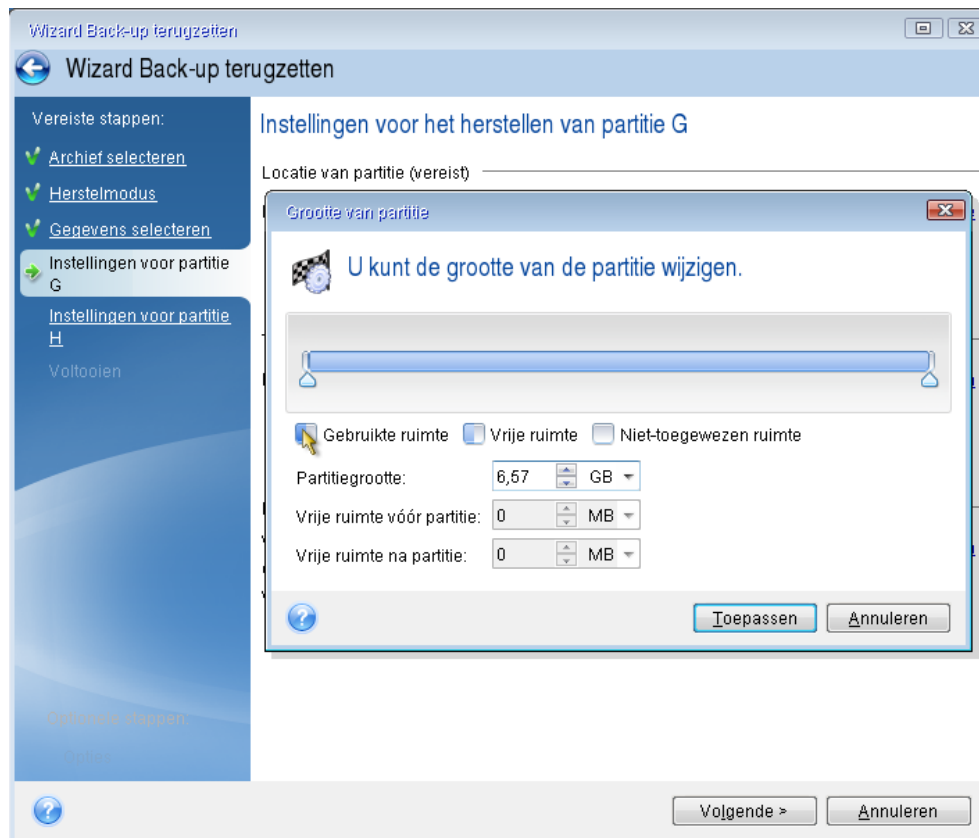 Wizard Back-up terugzetten
Wizard Back-up terugzetten
Vereiste stappen:
Archief selecteren
Herstelmodus
Gegevens selecteren
Instellingen voor partitie
G
Instellingen voor partitie
H
Voltooien
Instellingen voor het herstellen van partitie G
Locatie van partitie (vereist)
Grootte van partitie
U kunt de grootte van de partitie wijzigen.
Gebruikte ruimte Vrije ruimte Niet-toegewezen ruimte
Partitiegrootte: 6,57 GB
Vrije ruimte vóór partitie: 0 MB
Vrije ruimte na partitie: 0 MB
Toepassen Annuleren
stappen:
Volgende > Annuleren